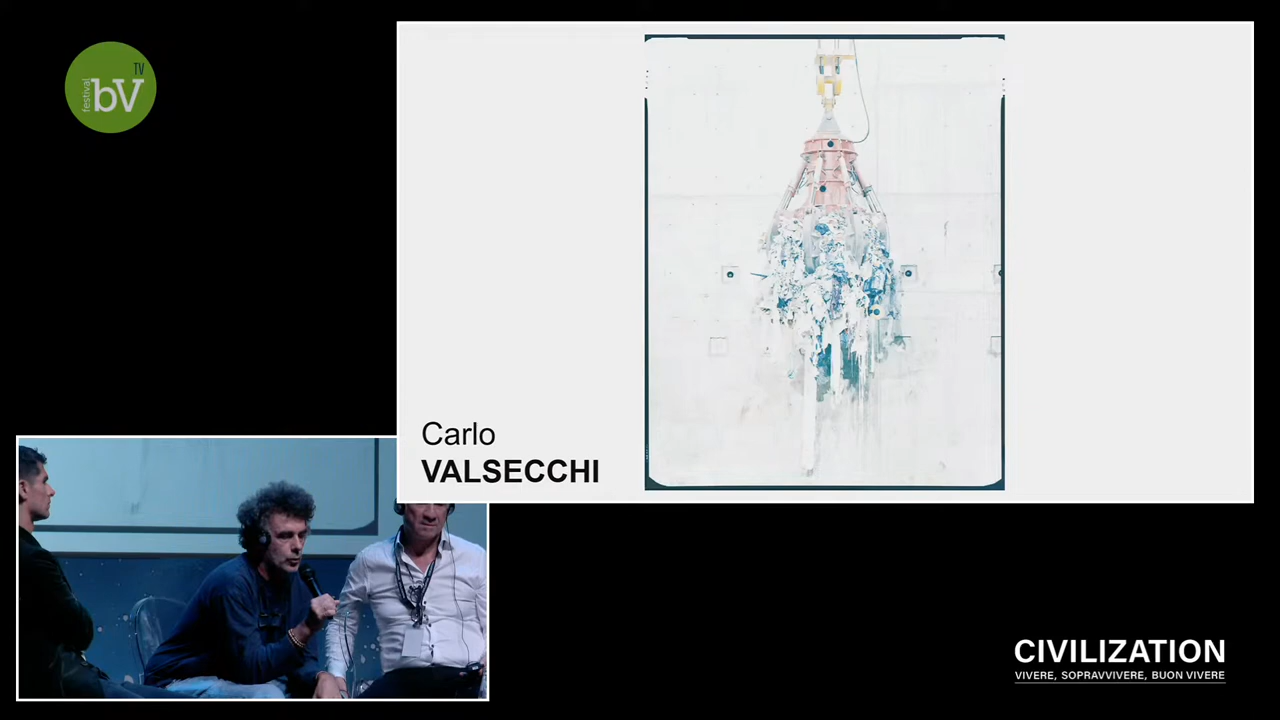 TV
festival
bV
Carlo
VALSECCHI
CIVILIZATION
VIVERE, SOPRAVVIVERE, BUON VIVERE